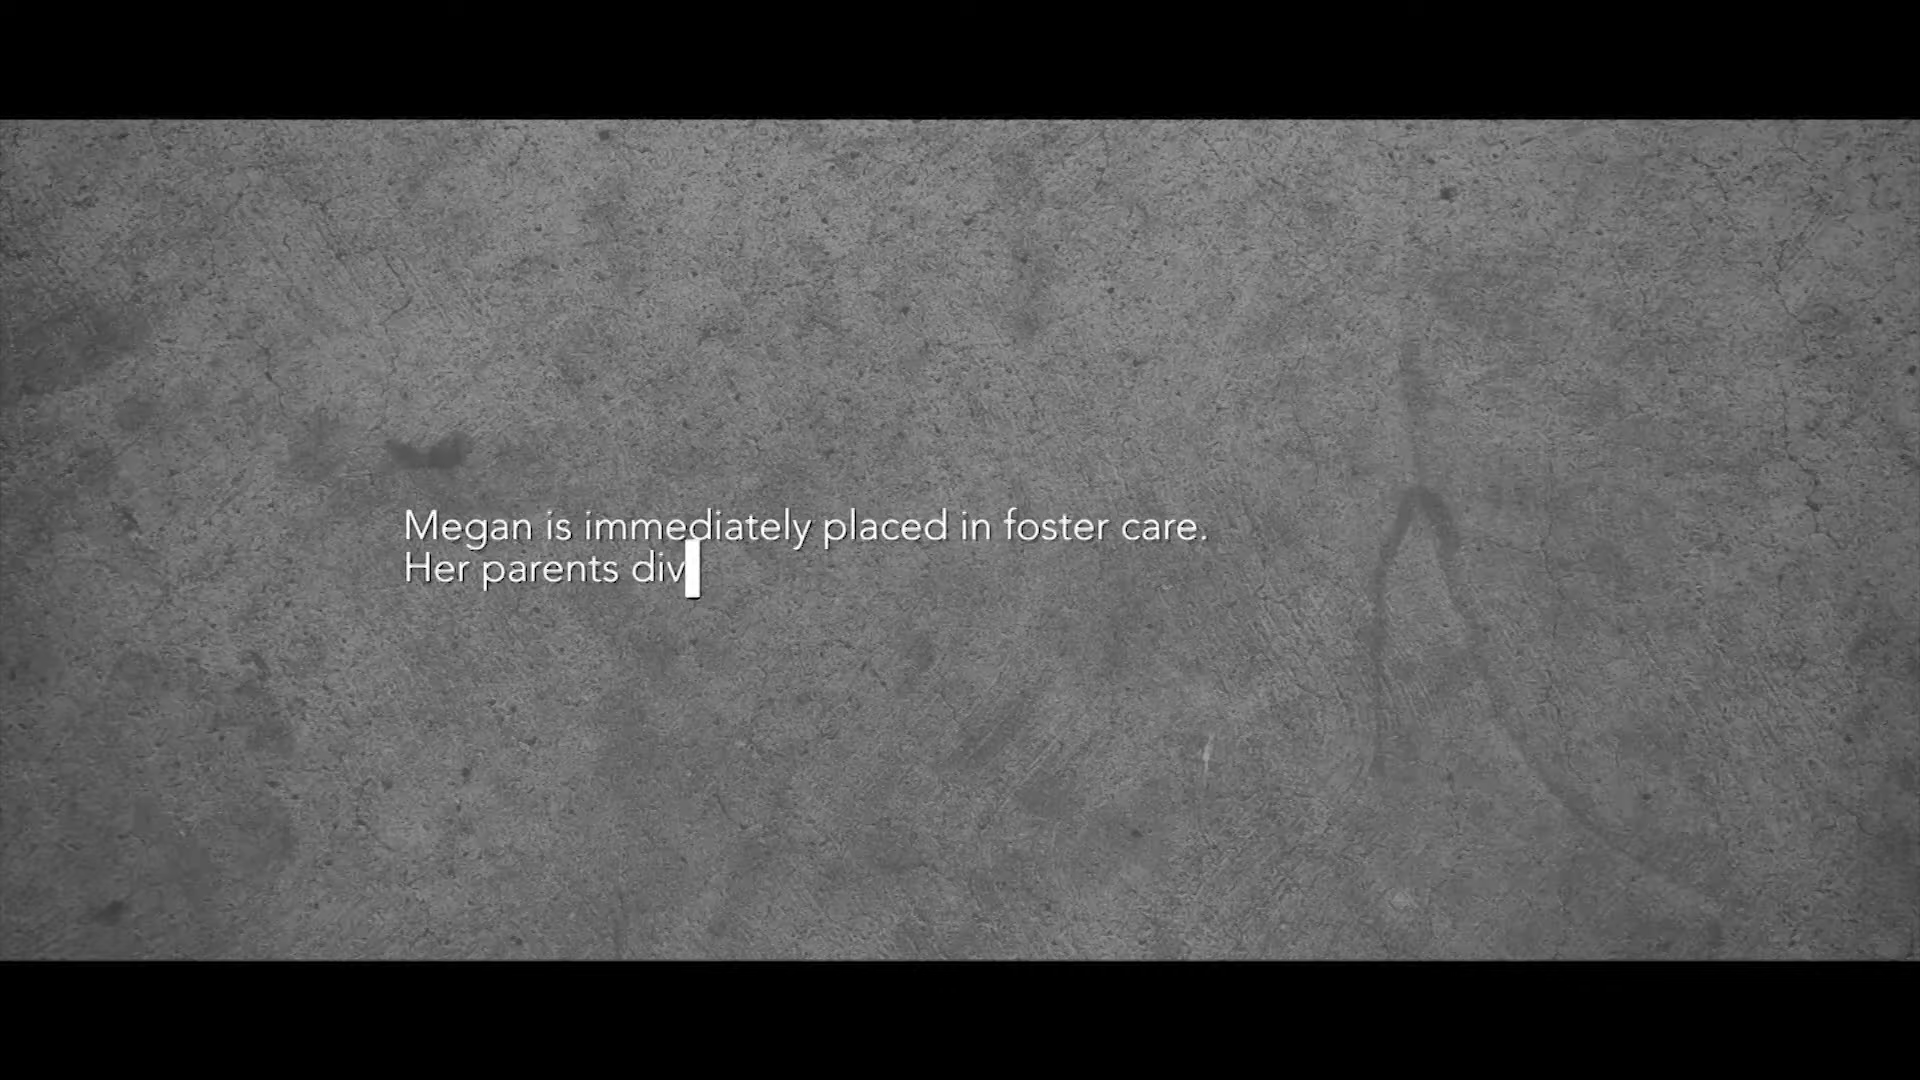 Megan is immediately placed in foster care.
Her parents div